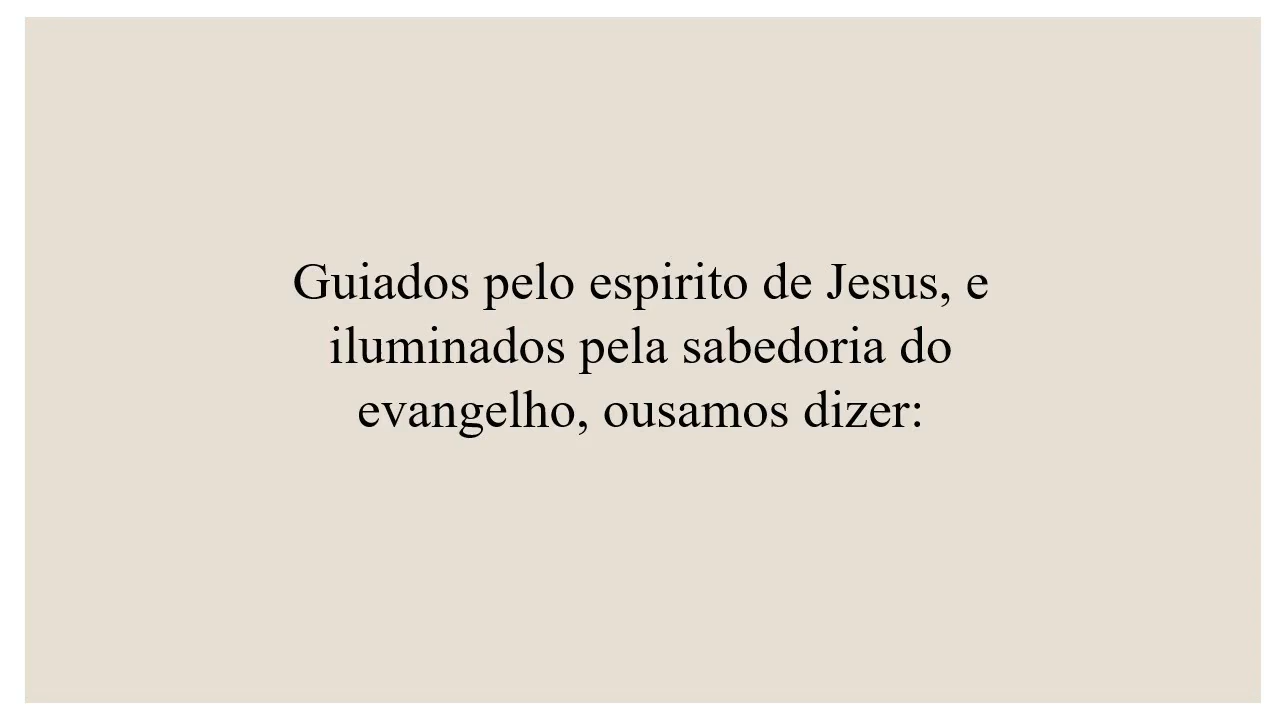 Guiados pelo espirito de Jesus, e
iluminados pela sabedoria do
evangelho, ousamos dizer: